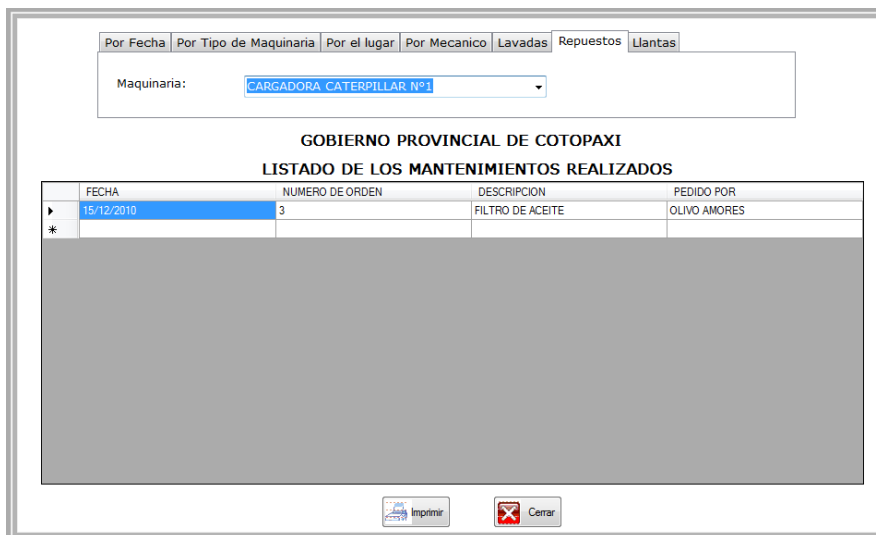 Por Fecha Por Tipo de Maquinaria Por el lugar Por Mecanico Lavadas Repuestos Llantas
Maquinaria: CARGADORA CATERPILLAR Nº1
GOBIERNO PROVINCIAL DE COTOPAXI
LISTADO DE LOS MANTENIMIENTOS REALIZADOS
FECHA NUMERO DE ORDEN DESCRIPCION PEDIDO POR
15/12/2010 3 FILTRO DE ACEITE OLIVO AMORES
Imprimir Cerrar